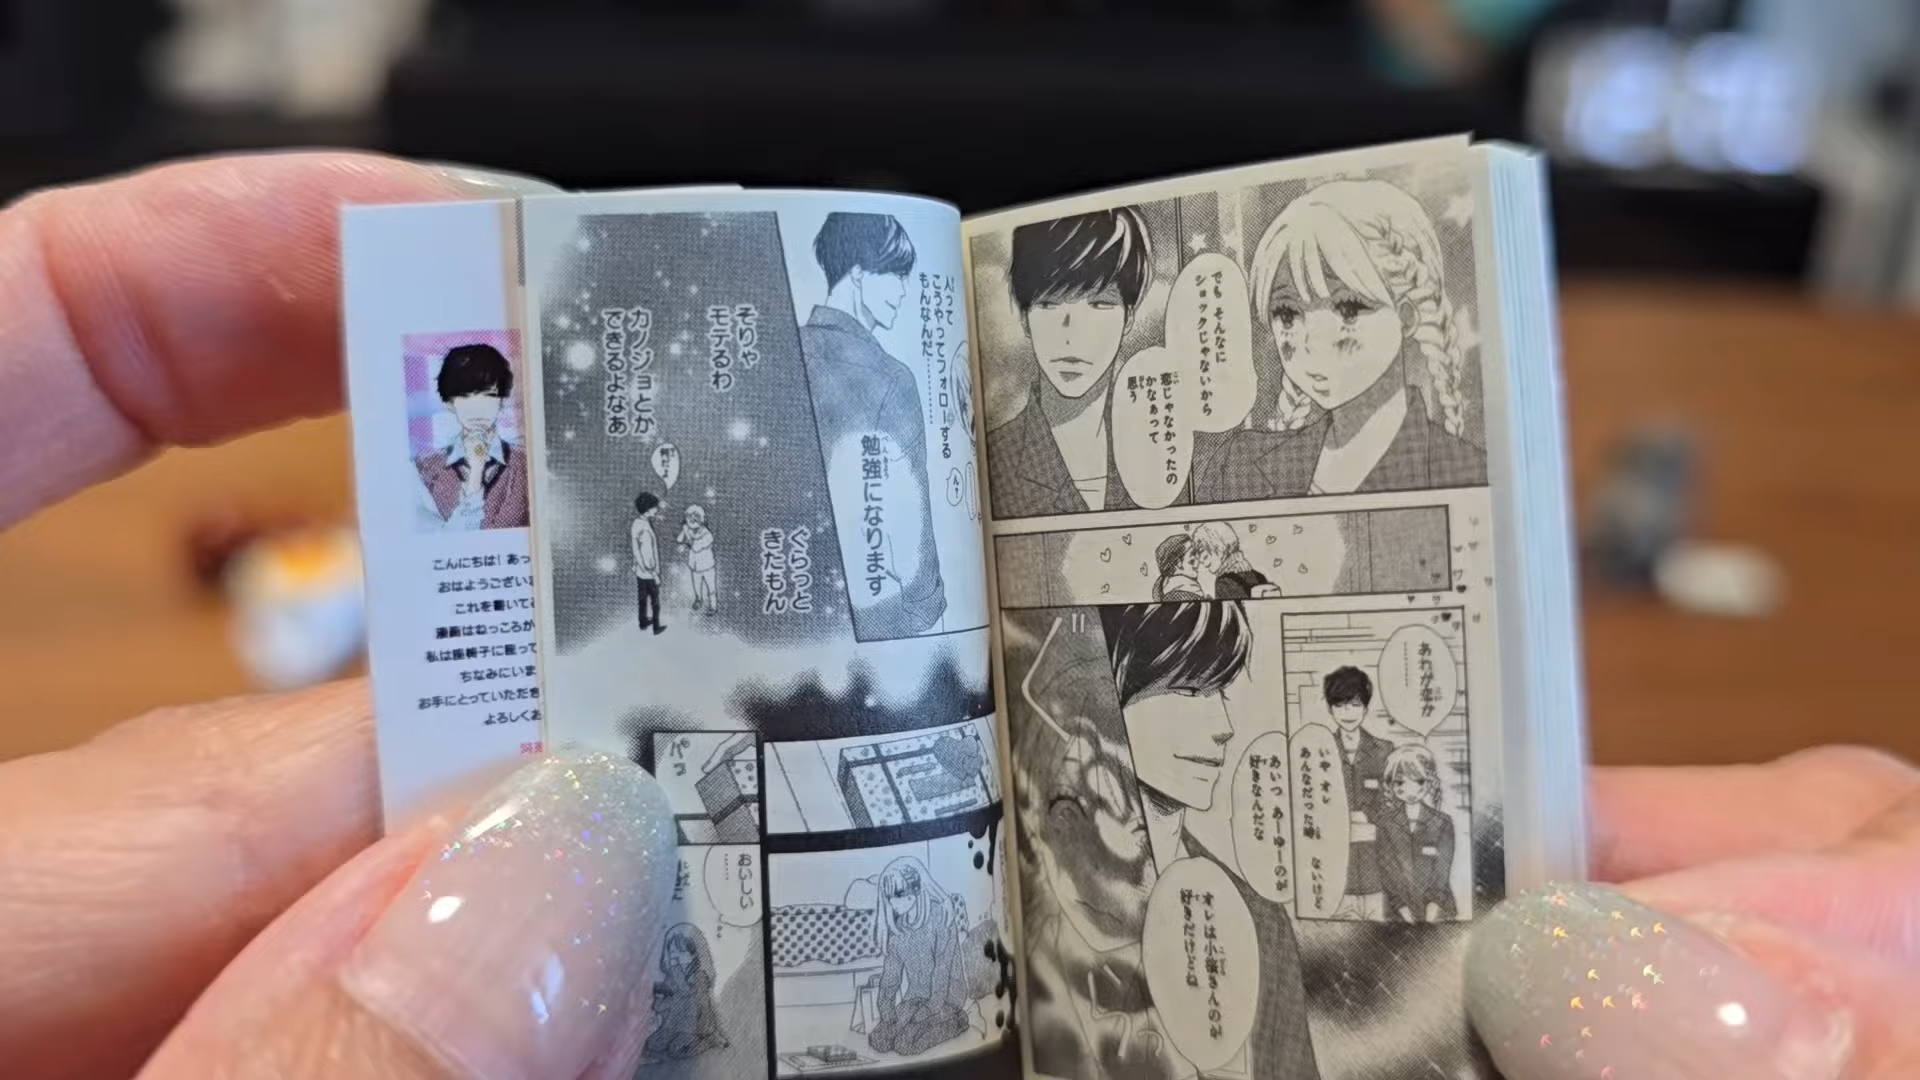 でも そんなに
ショックじゃないから
恋じゃなかったの
かなぁって
思う
あれが恋か
…………
いや オレ
あんなだった時 ないけど
あいつ あーゆーのが
好きなんだな
オレは小桜さんのが
好きだけどね
人って
こうやってフォローする
もんなんだ…………
ん?
勉強になります
そりゃ
モテるわ
カノジョとか
できるよなあ
何だよ
ぐらっと
きたもん
パコ
おいしい
……
こんにちは! あっ
おはようござい
これを書いて
漫画はねっころが
私は座椅子に座って
ちなみにいま
お手にとっていただき
よろしくお